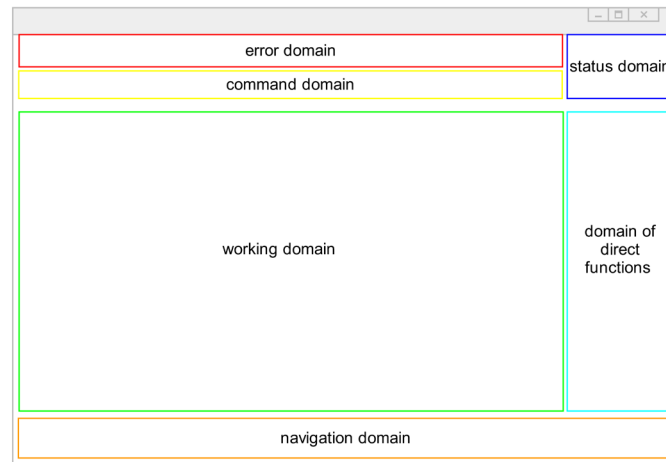 error domain
status domain
command domain
working domain
domain of
direct
functions
navigation domain